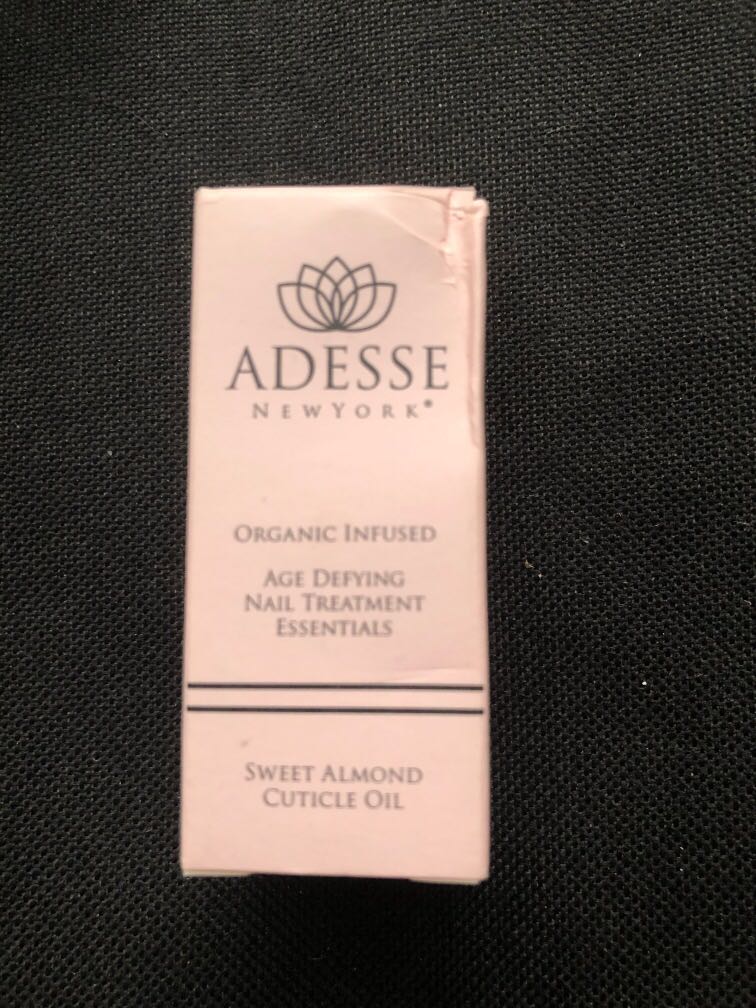 ADESSE
NEWYORK®
ORGANIC INFUSED
AGE DEFYING
NAIL TREATMENT
ESSENTIALS
SWEET ALMOND
CUTICLE OIL